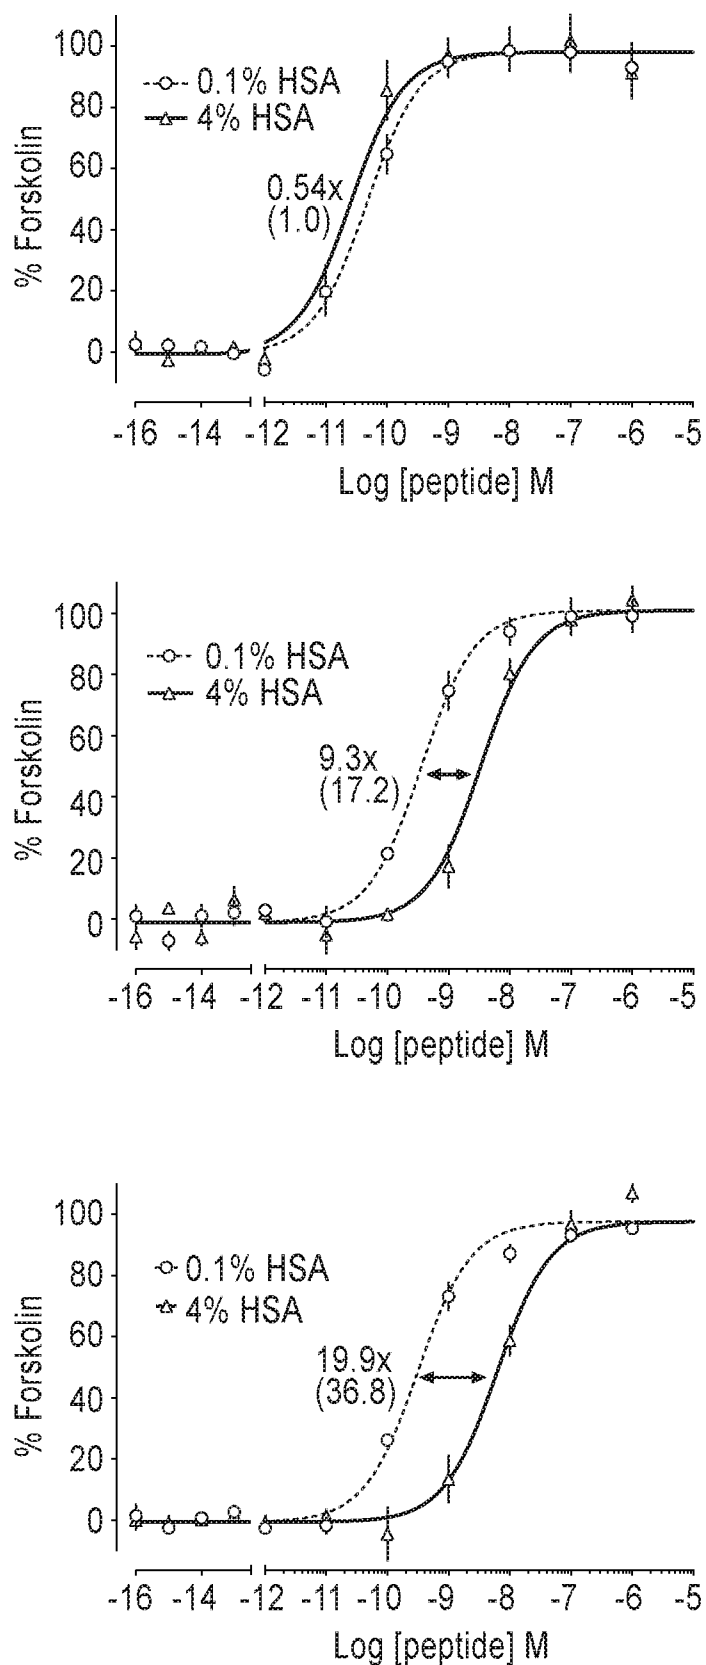 100
80
60
40
20
0
% Forskolin
0.1% HSA
4% HSA
0.54x
(1.0)
-16 -14 -12 -11 -10 -9 -8 -7 -6 -5
Log [peptide] M
100
80
60
40
20
0
% Forskolin
0.1% HSA
4% HSA
9.3x
(17.2)
-16 -14 -12 -11 -10 -9 -8 -7 -6 -5
Log [peptide] M
100
80
60
40
20
0
% Forskolin
0.1% HSA
4% HSA
19.9x
(36.8)
-16 -14 -12 -11 -10 -9 -8 -7 -6 -5
Log [peptide] M